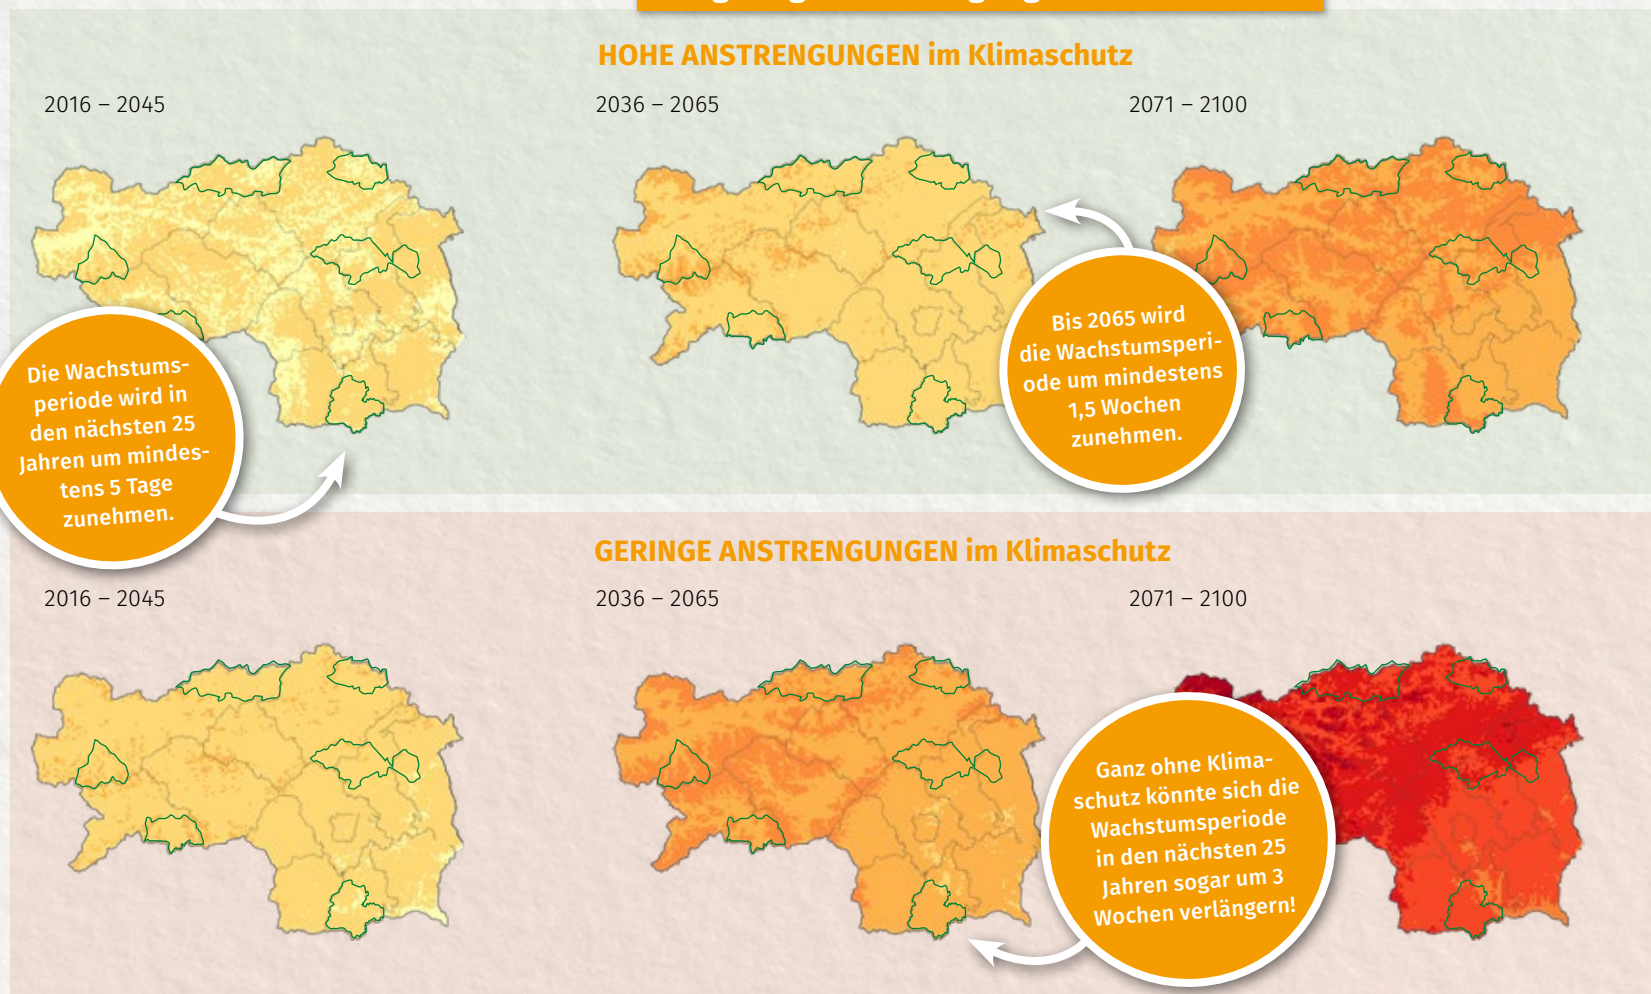 HOHE ANSTRENGUNGEN im Klimaschutz
2016 – 2045
2036 – 2065
2071 – 2100
Die Wachstums-
periode wird in
den nächsten 25
Jahren um mindes-
tens 5 Tage
zunehmen.
Bis 2065 wird
die Wachstumsperi-
ode um mindestens
1,5 Wochen
zunehmen.
GERINGE ANSTRENGUNGEN im Klimaschutz
2016 – 2045
2036 – 2065
2071 – 2100
Ganz ohne Klima-
schutz könnte sich die
Wachstumsperiode
in den nächsten 25
Jahren sogar um 3
Wochen verlängern!